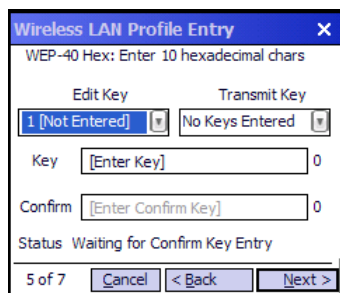 Wireless LAN Profile Entry X
WEP-40 Hex: Enter 10 hexadecimal chars
Edit Key Transmit Key
1 [Not Entered] No Keys Entered
Key [Enter Key] 0
Confirm [Enter Confirm Key] 0
Status Waiting for Confirm Key Entry
5 of 7 Cancel < Back Next >